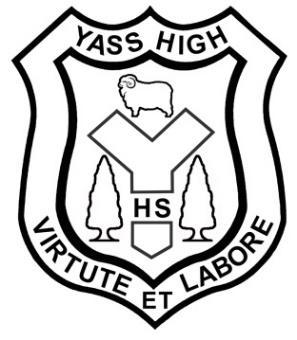 YASS HIGH
Y
HS
VIRTUTE ET LABORE